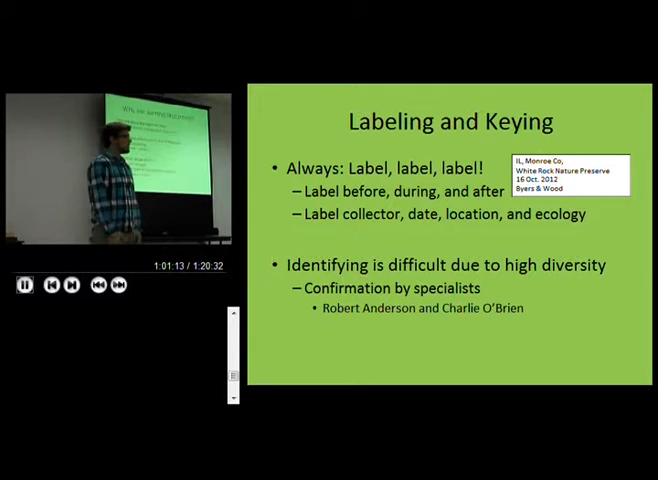 Labeling and Keying
• Always: Label, label, label!
– Label before, during, and after
– Label collector, date, location, and ecology
IL, Monroe Co,
White Rock Nature Preserve
16 Oct. 2012
Byers & Wood
• Identifying is difficult due to high diversity
– Confirmation by specialists
• Robert Anderson and Charlie O'Brien
1:01:13 / 1:20:32